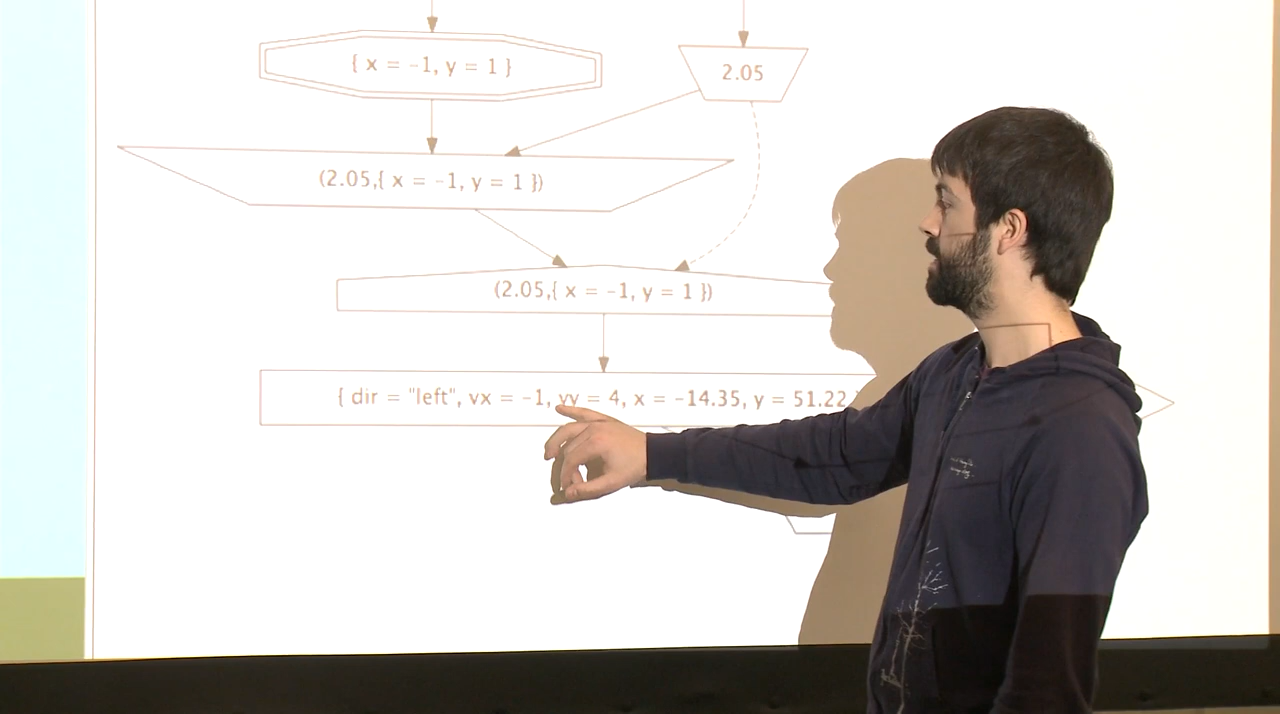 { x = -1, y = 1 }
2.05
(2.05,{ x = -1, y = 1 })
(2.05,{ x = -1, y = 1 })
{ dir = "left", vx = -1, vy = 4, x = -14.35, y = 51.22